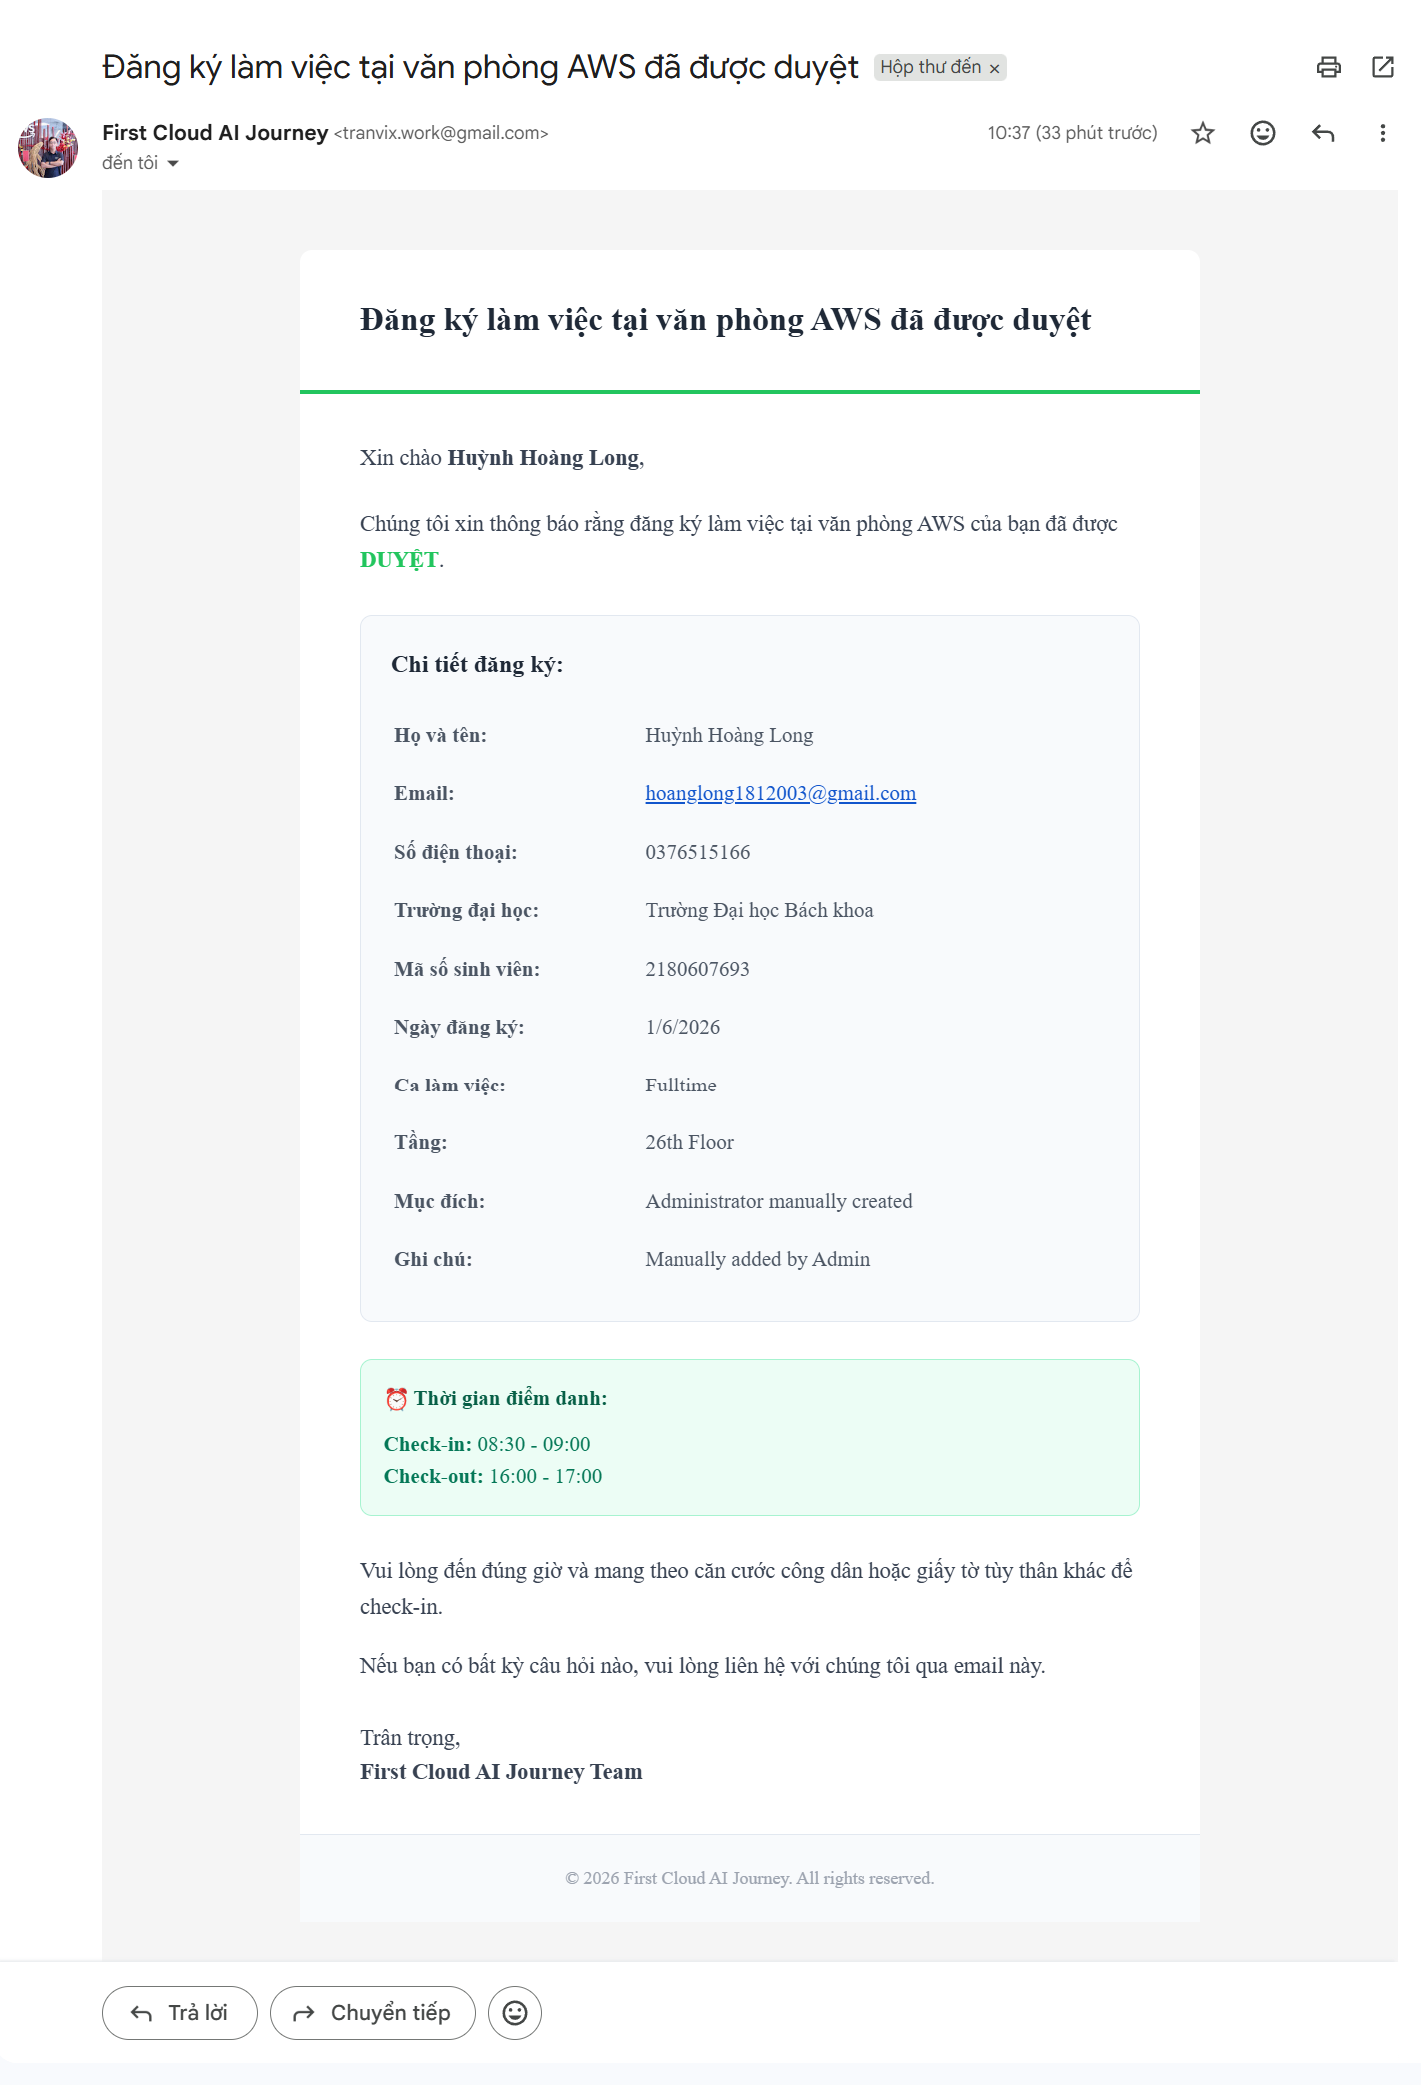 Đăng ký làm việc tại văn phòng AWS đã được duyệt Hộp thư đến ×
First Cloud AI Journey <tranvix.work@gmail.com> 10:37 (33 phút trước)
đến tôi
Đăng ký làm việc tại văn phòng AWS đã được duyệt
Xin chào Huỳnh Hoàng Long,
Chúng tôi xin thông báo rằng đăng ký làm việc tại văn phòng AWS của bạn đã được
DUYỆT.
Chi tiết đăng ký:
Họ và tên: Huỳnh Hoàng Long
Email: hoanglong1812003@gmail.com
Số điện thoại: 0376515166
Trường đại học: Trường Đại học Bách khoa
Mã số sinh viên: 2180607693
Ngày đăng ký: 1/6/2026
Ca làm việc: Fulltime
Tầng: 26th Floor
Mục đích: Administrator manually created
Ghi chú: Manually added by Admin
⏰ Thời gian điểm danh:
Check-in: 08:30 - 09:00
Check-out: 16:00 - 17:00
Vui lòng đến đúng giờ và mang theo căn cước công dân hoặc giấy tờ tùy thân khác để
check-in.
Nếu bạn có bất kỳ câu hỏi nào, vui lòng liên hệ với chúng tôi qua email này.
Trân trọng,
First Cloud AI Journey Team
© 2026 First Cloud AI Journey. All rights reserved.
Trả lời Chuyển tiếp